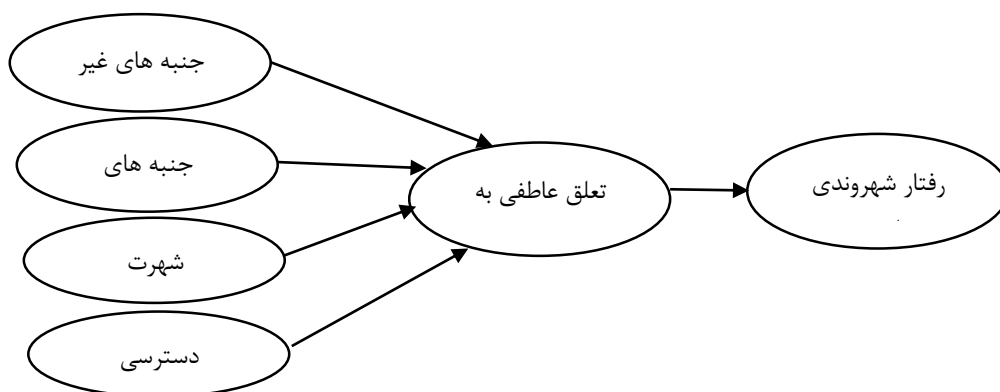 جنبه های غیر
جنبه های
شهرت
دسترسی
تعلق عاطفی به
رفتار شهروندی